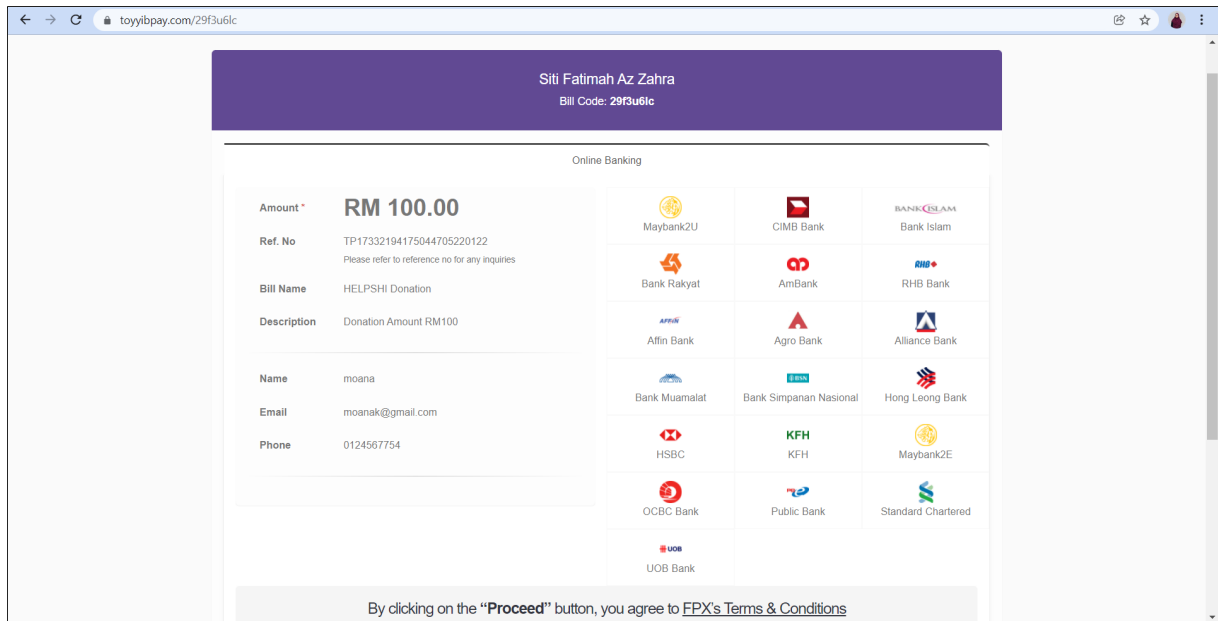 toyyibpay.com/29f3u6lc
Siti Fatimah Az Zahra
Bill Code: 29f3u6lc
Online Banking
Amount *
RM 100.00
Ref. No
TP17332194175044705220122
Please refer to reference no for any inquiries
Bill Name
HELPSHI Donation
Description
Donation Amount RM100
Name
moana
Email
moanak@gmail.com
Phone
0124567754
Maybank2U
CIMB Bank
BANK ISLAM
Bank Islam
Bank Rakyat
AmBank
RHB
RHB Bank
AFFIN
Affin Bank
Agro Bank
Alliance Bank
Bank Muamalat
BSN
Bank Simpanan Nasional
Hong Leong Bank
HSBC
KFH
KFH
Maybank2E
OCBC Bank
Public Bank
Standard Chartered
UOB
UOB Bank
By clicking on the “Proceed” button, you agree to FPX's Terms & Conditions